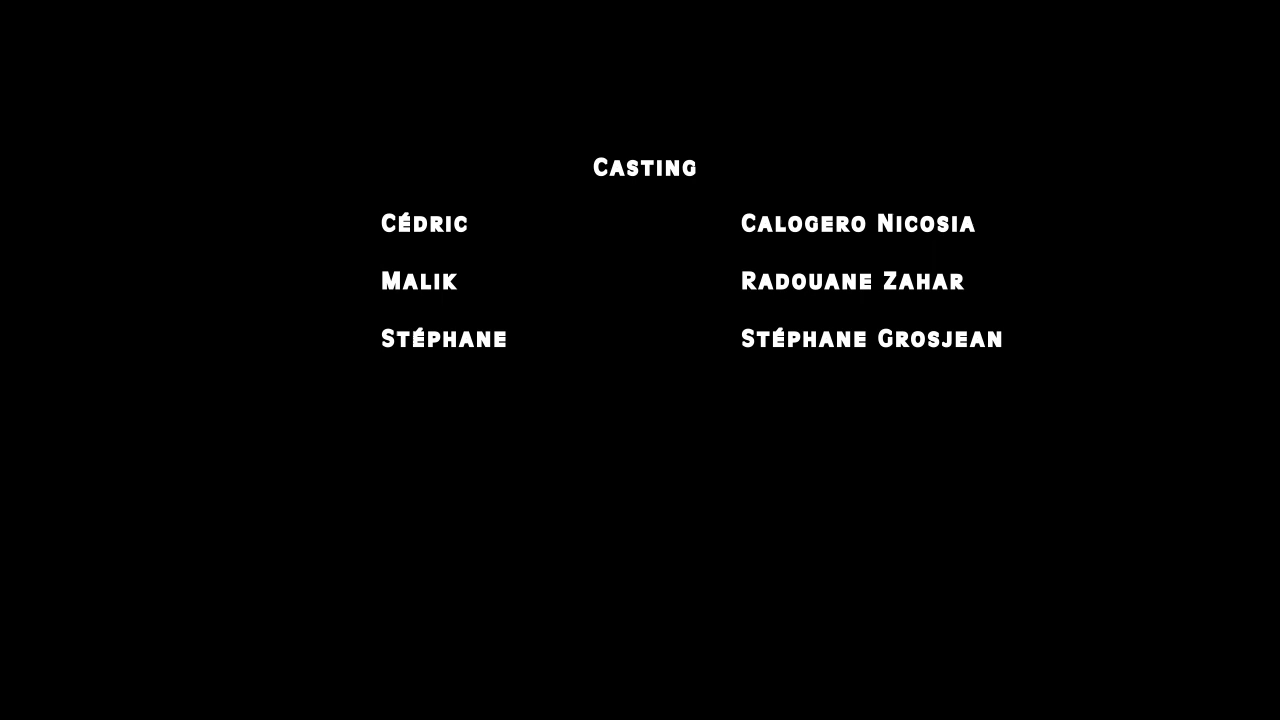 Casting
Cédric Calogero Nicosia
Malik Radouane Zahar
Stéphane Stéphane Grosjean